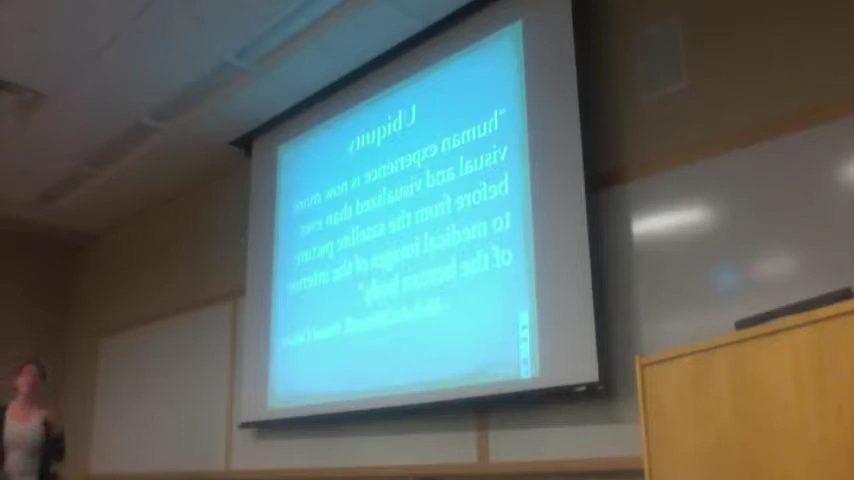 Ubiquity
"human experience is now more
visual and visualized than ever
before from the satellite picture
to medical images of the interior
of the human body"